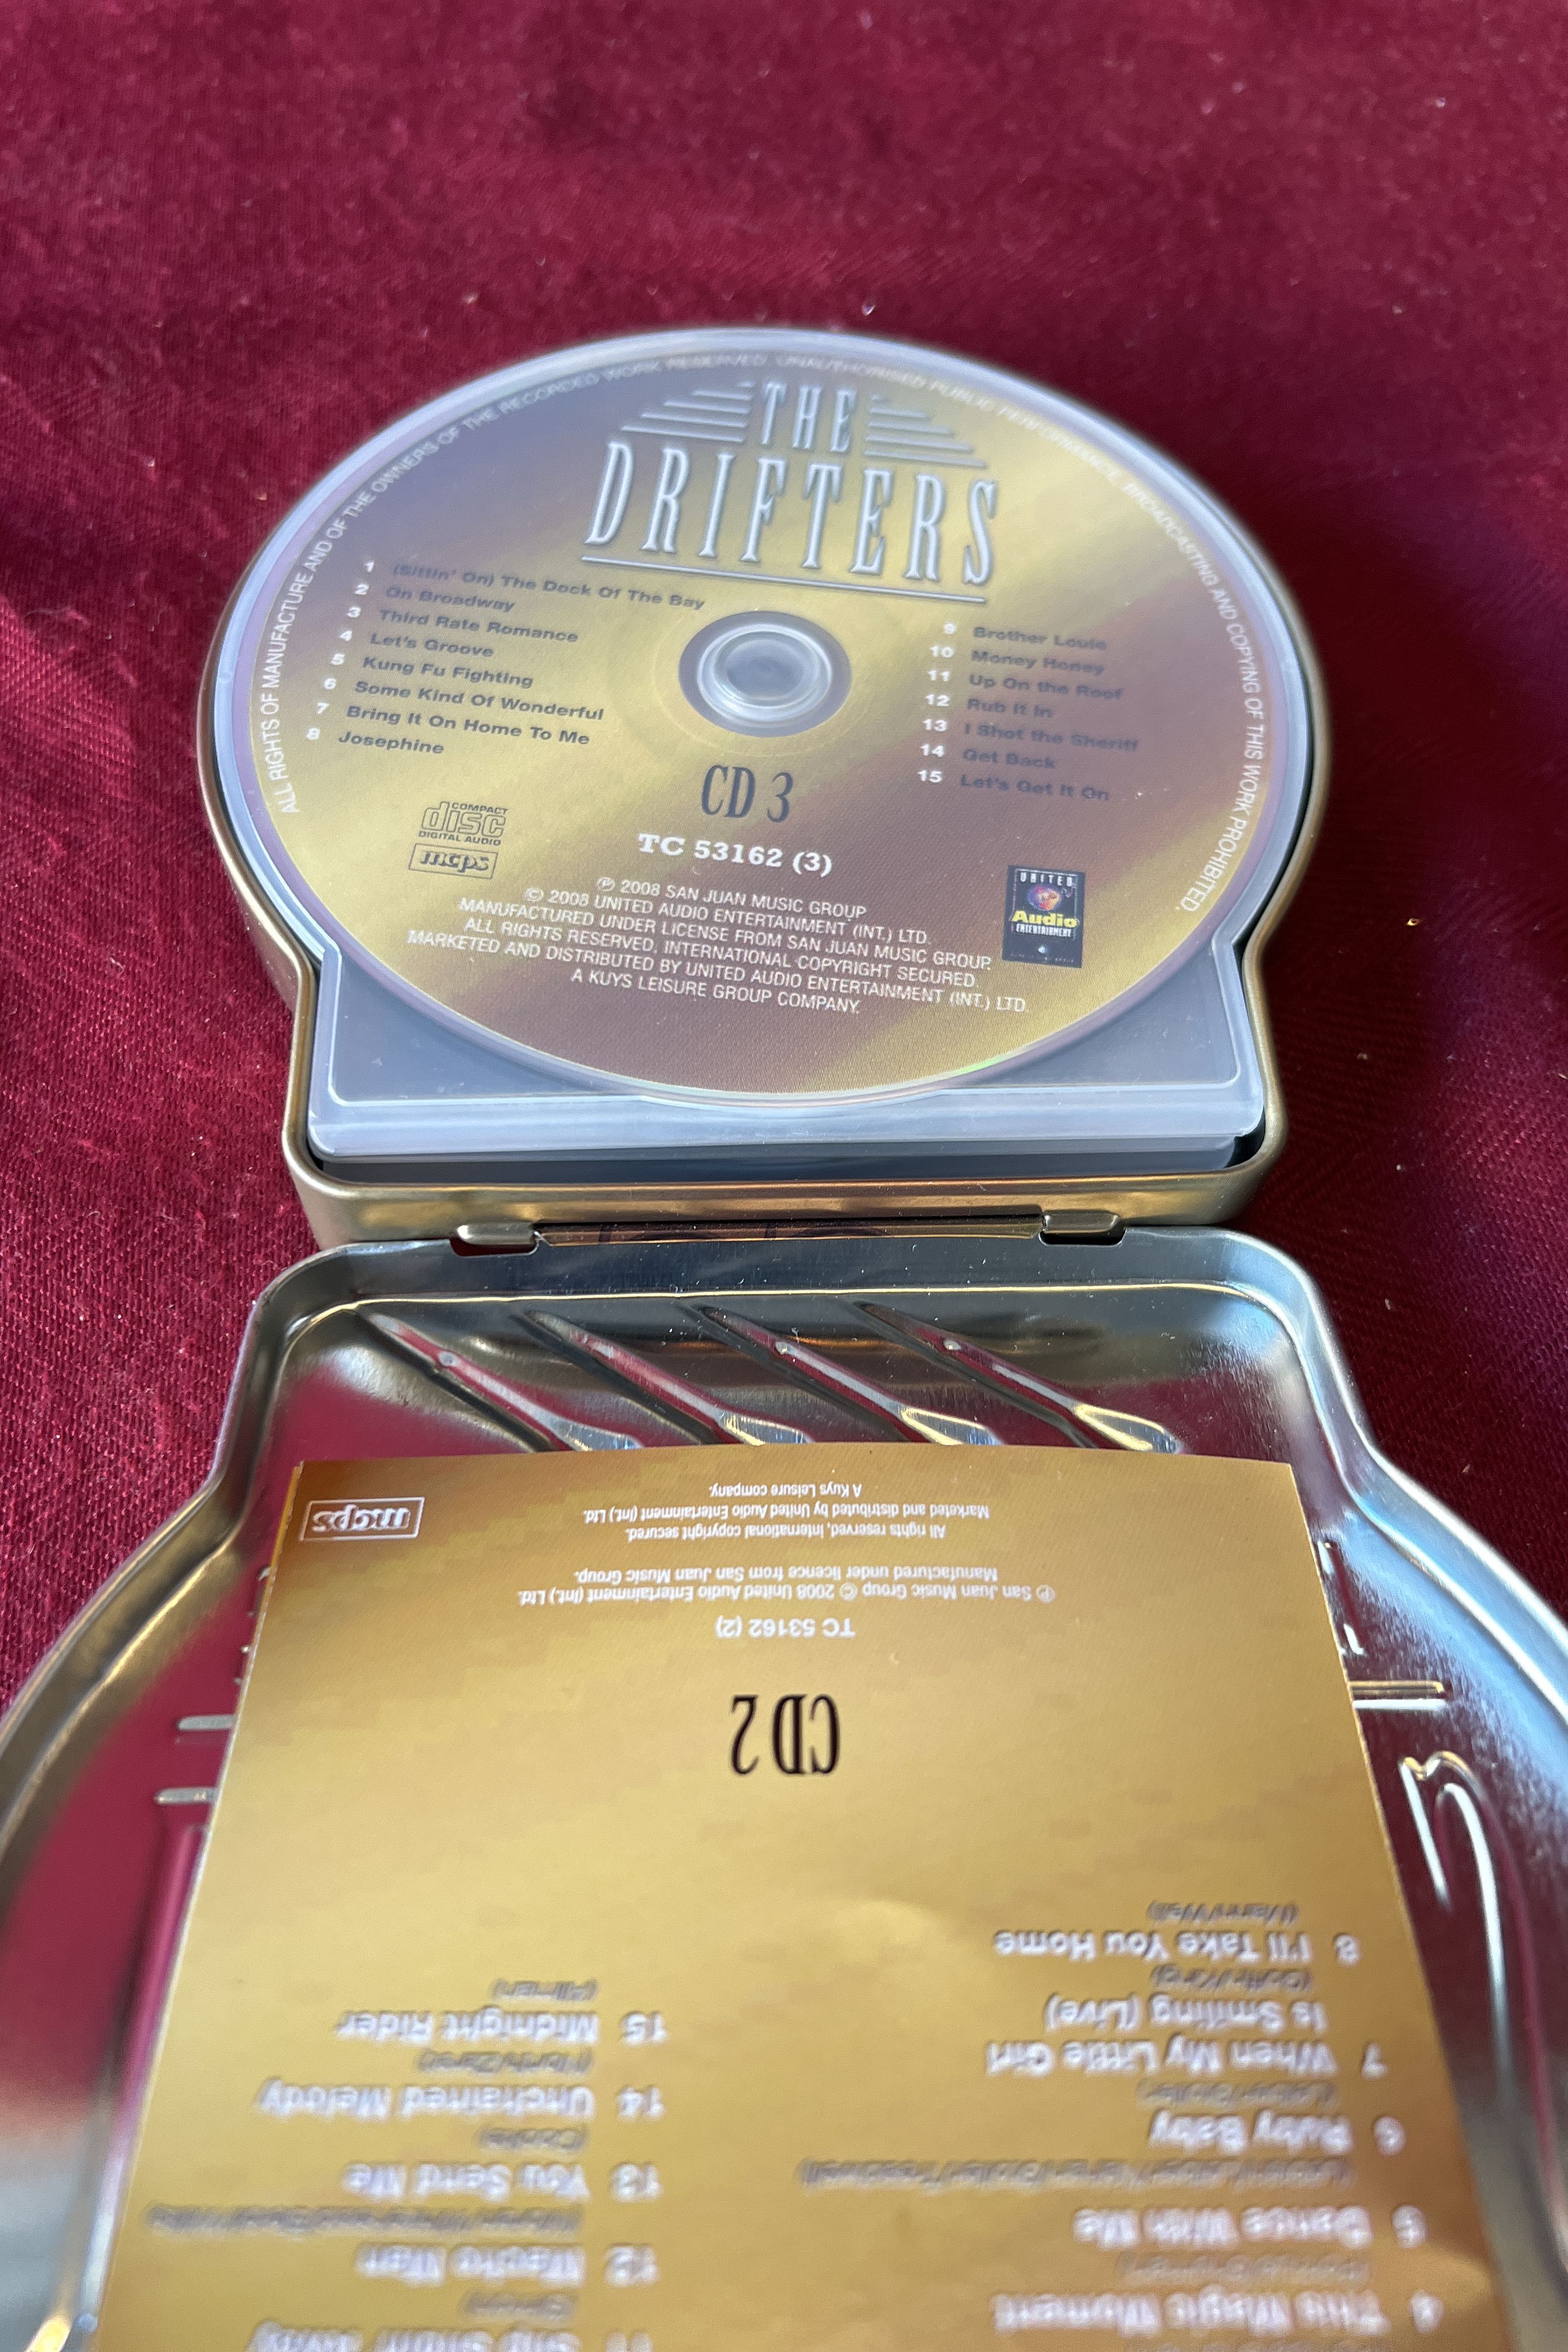 ALL RIGHTS OF MANUFACTURE AND OF THE OWNERS OF THE RECORDED WORK RESERVED. UNAUTHORISED PUBLIC PERFORMANCE, BROADCASTING AND COPYING OF THIS WORK PROHIBITED.
THE
DRIFTERS
1 (Sittin' On) The Dock Of The Bay
2 On Broadway
3 Third Rate Romance
4 Let's Groove
5 Kung Fu Fighting
6 Some Kind Of Wonderful
7 Bring It On Home To Me
8 Josephine
9 Brother Louie
10 Money Honey
11 Up On the Roof
12 Rub It In
13 I Shot the Sheriff
14 Get Back
15 Let's Get It On
CD 3
TC 53162 (3)
COMPACT
disc
DIGITAL AUDIO
mcps
℗ 2008 SAN JUAN MUSIC GROUP
© 2008 UNITED AUDIO ENTERTAINMENT (INT.) LTD.
MANUFACTURED UNDER LICENSE FROM SAN JUAN MUSIC GROUP.
ALL RIGHTS RESERVED. INTERNATIONAL COPYRIGHT SECURED.
MARKETED AND DISTRIBUTED BY UNITED AUDIO ENTERTAINMENT (INT.) LTD.
A KUYS LEISURE GROUP COMPANY.
UNITED
Audio
ENTERTAINMENT
4 This Magic Moment
5 Dance With Me
6 Ruby Baby
7 When My Little Girl
Is Smiling (Live)
(Goffin/King)
8 I'll Take You Home
(Mann/Weil)
12
13 You Send Me
(Cooke)
14 Unchained Melody
(North/Zaret)
15 Midnight Rider
(Allman)
CD 2
TC 53162 (2)
℗ San Juan Music Group © 2008 United Audio Entertainment (Int.) Ltd.
Manufactured under licence from San Juan Music Group.
All rights reserved, International copyright secured.
Marketed and distributed by United Audio Entertainment (Int.) Ltd.
A Kuys Leisure company.
mcps